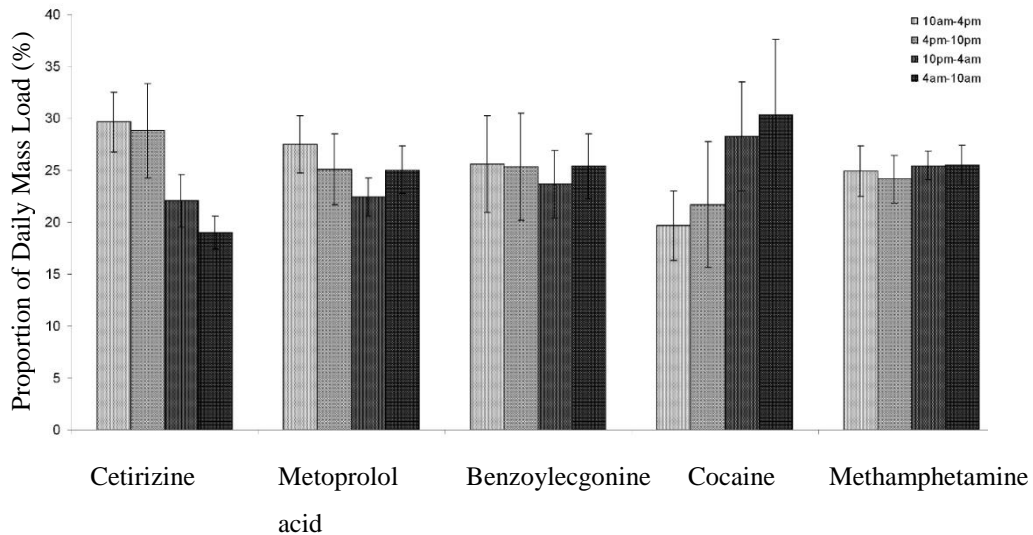 Proportion of Daily Mass Load (%)
40
35
30
25
20
15
10
5
0
10am-4pm
4pm-10pm
10pm-4am
4am-10am
Cetirizine Metoprolol acid Benzoylecgonine Cocaine Methamphetamine